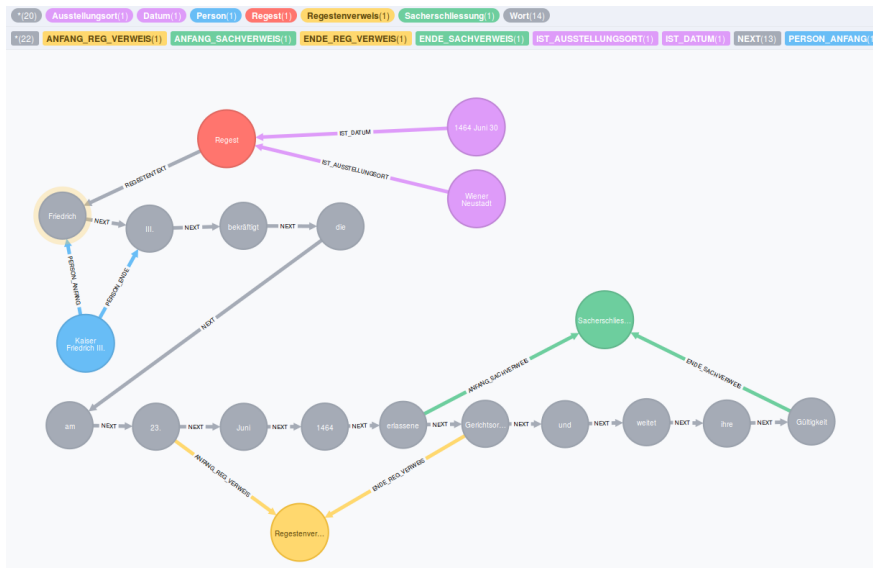 *(20) Ausstellungsort(1) Datum(1) Person(1) Regest(1) Regestenverweis(1) Sacherschliessung(1) Wort(14)
*(22) ANFANG_REG_VERWEIS(1) ANFANG_SACHVERWEIS(1) ENDE_REG_VERWEIS(1) ENDE_SACHVERWEIS(1) IST_AUSSTELLUNGSORT(1) IST_DATUM(1) NEXT(13) PERSON_ANFANG(1
Regest
IST_DATUM
1464 Juni 30
IST_AUSSTELLUNGSORT
Wiener
Neustadt
REGESTENTEXT
Friedrich
NEXT
III.
NEXT
bekräftigt
NEXT
die
PERSON_ANFANG
PERSON_ENDE
Kaiser
Friedrich III.
NEXT
Sacherschlies...
ANFANG_SACHVERWEIS
ENDE_SACHVERWEIS
am
NEXT
23.
NEXT
Juni
NEXT
1464
NEXT
erlassene
NEXT
Gerichtsor...
NEXT
und
NEXT
weitet
NEXT
ihre
NEXT
Gültigkeit
ANFANG_REG_VERWEIS
ENDE_REG_VERWEIS
Regestenver...